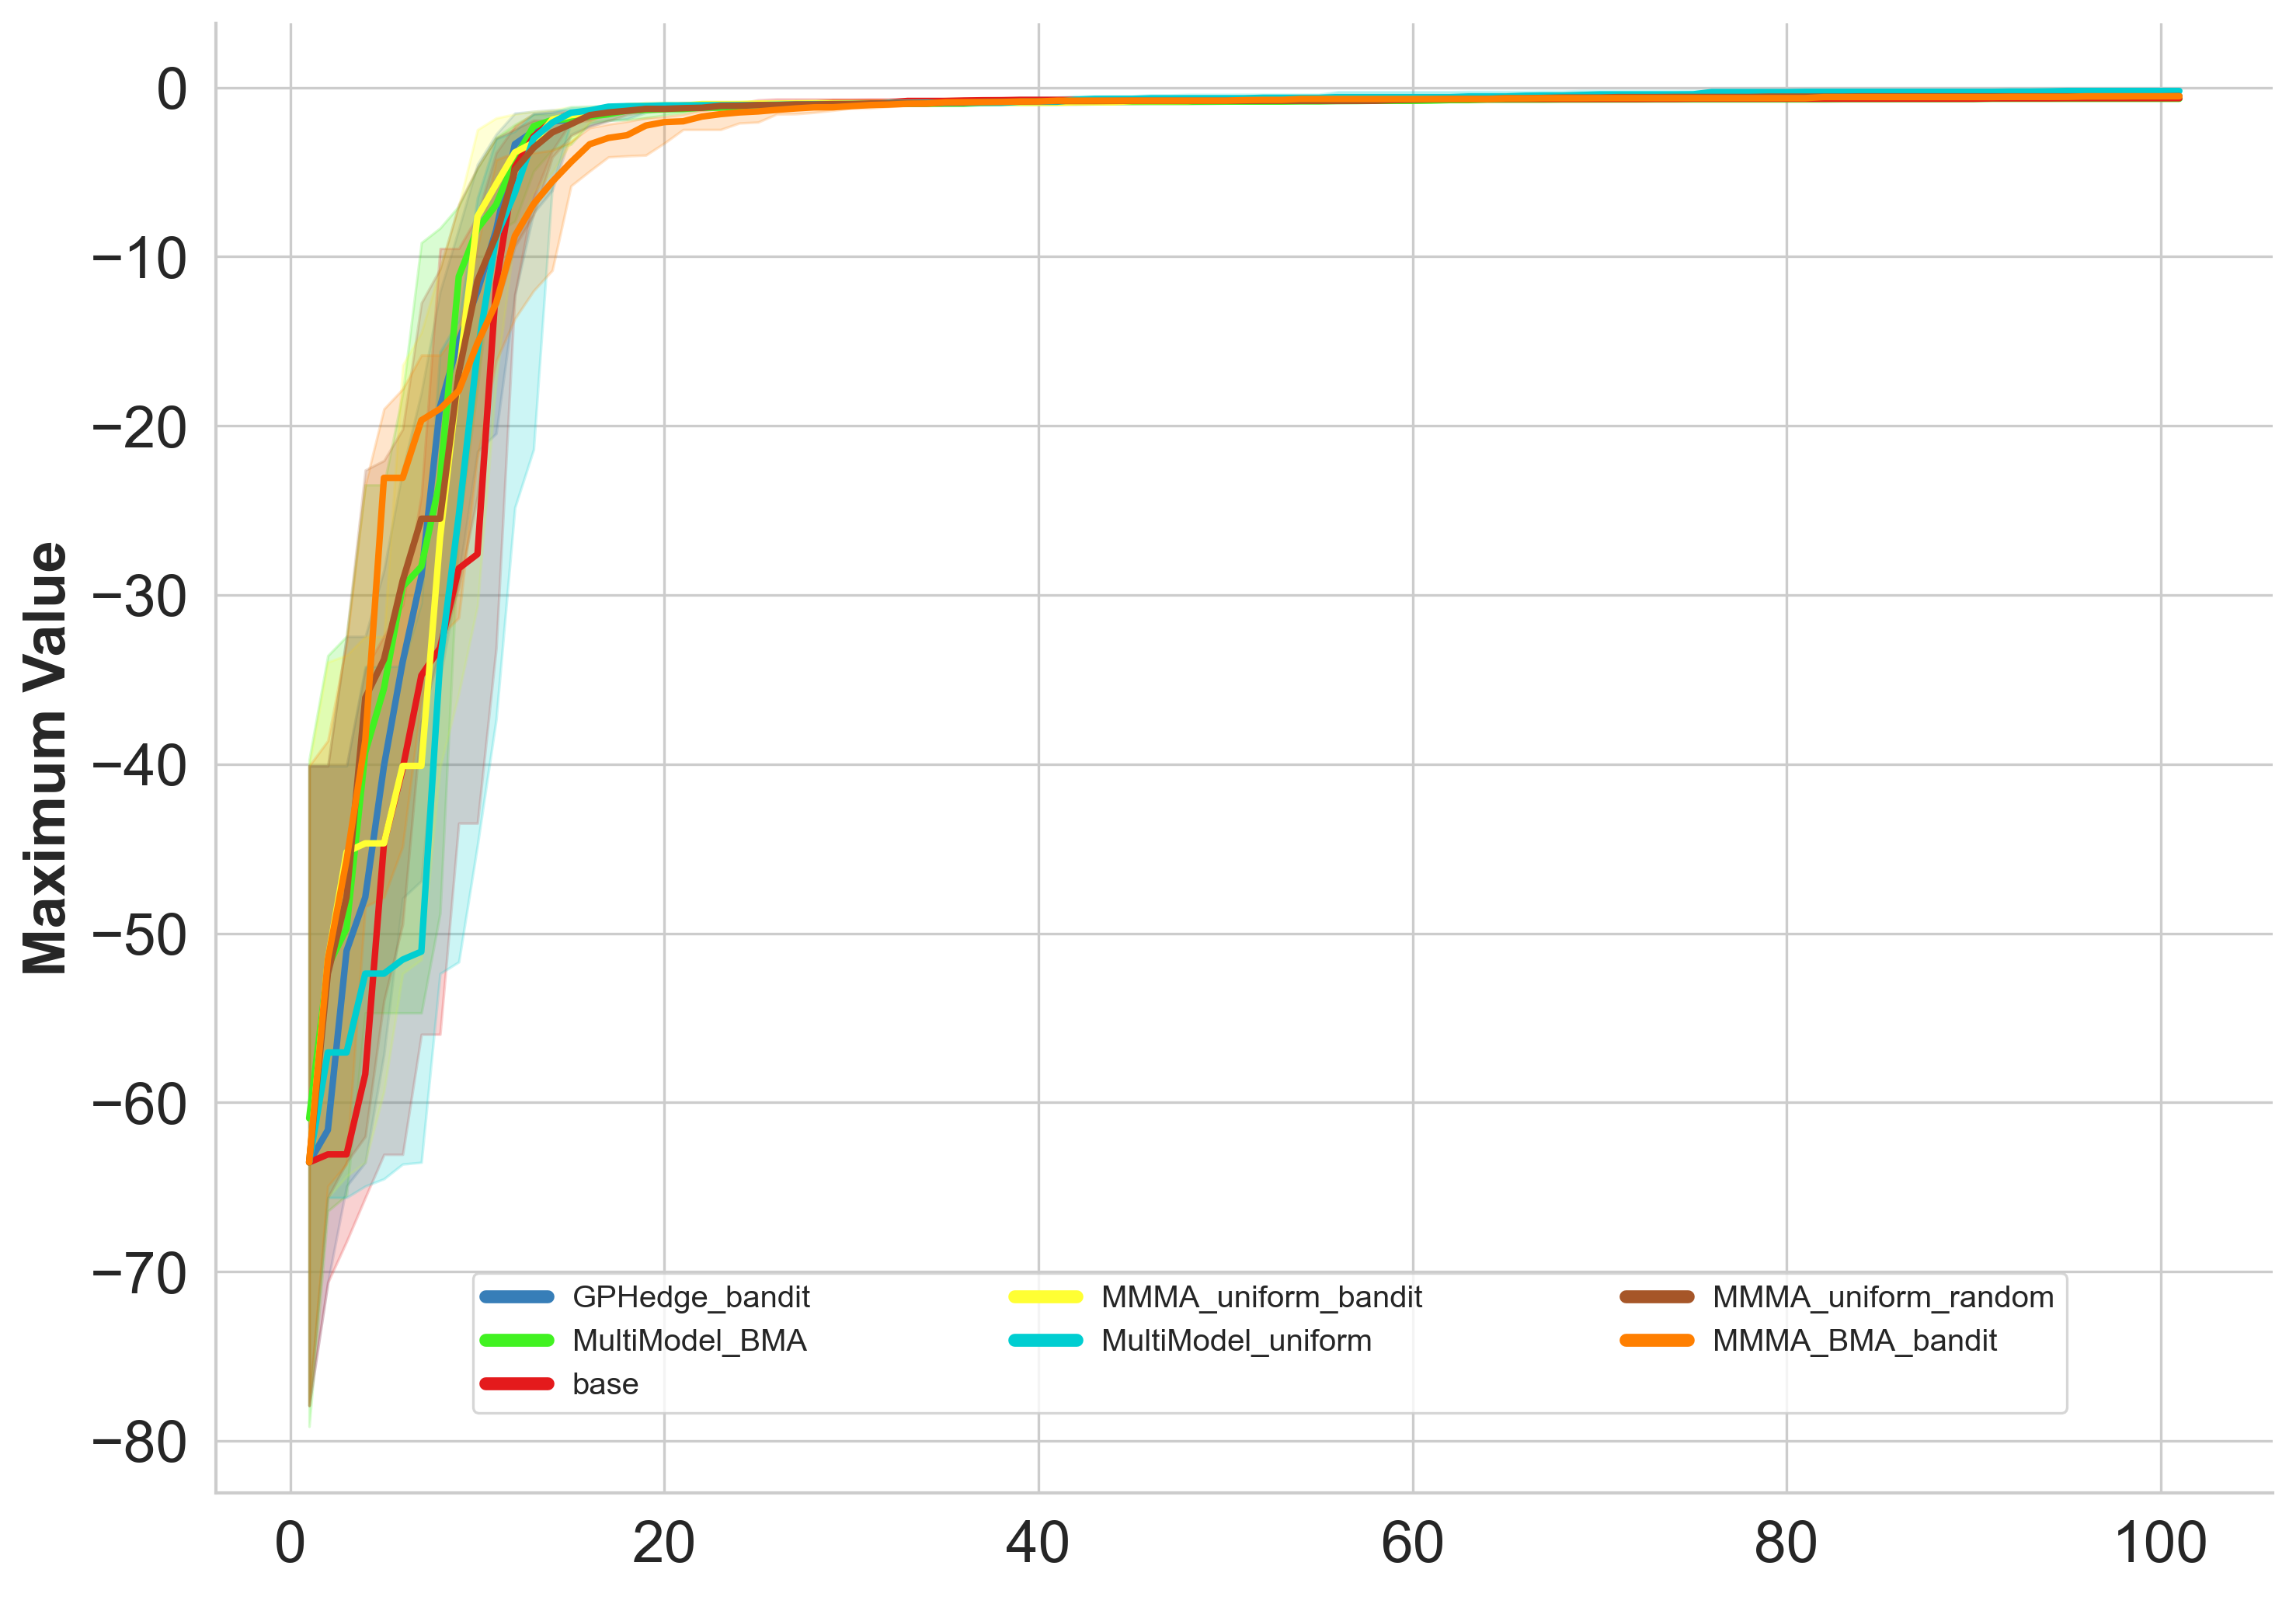 Maximum Value
0
−10
−20
−30
−40
−50
−60
−70
−80
GPHedge_bandit
MultiModel_BMA
base
MMMA_uniform_bandit
MultiModel_uniform
MMMA_uniform_random
MMMA_BMA_bandit
0 20 40 60 80 100